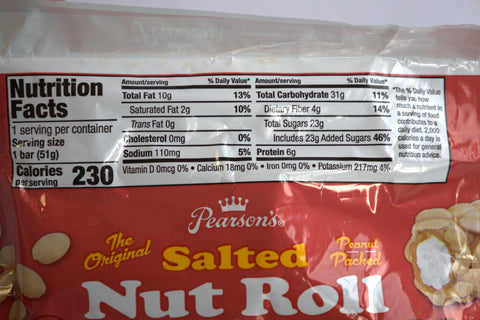 Nutrition
Facts
1 serving per container
Serving size
1 bar (51g)
Calories
per serving 230
Amount/serving % Daily Value*
Total Fat 10g 13%
Saturated Fat 2g 10%
Trans Fat 0g
Cholesterol 0mg 0%
Sodium 110mg 5%
Amount/serving % Daily Value*
Total Carbohydrate 31g 11%
Dietary Fiber 4g 14%
Total Sugars 23g
Includes 23g Added Sugars 46%
Protein 6g
Vitamin D 0mcg 0% • Calcium 18mg 0% • Iron 0mg 0% • Potassium 217mg 4%
*The % Daily Value
tells you how
much a nutrient in
a serving of food
contributes to a
daily diet. 2,000
calories a day is
used for general
nutrition advice.
Pearson's®
The
Original
Salted
Peanut
Packed
Nut Roll